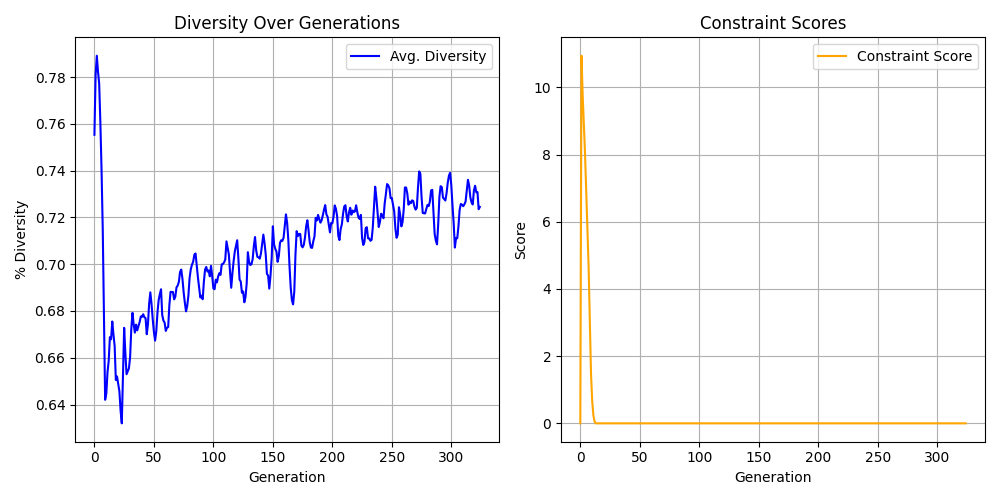 Diversity Over Generations
Avg. Diversity
0.78
0.76
0.74
0.72
0.70
0.68
0.66
0.64
% Diversity
0 50 100 150 200 250 300
Generation
Constraint Scores
Constraint Score
10
8
6
4
2
0
Score
0 50 100 150 200 250 300
Generation